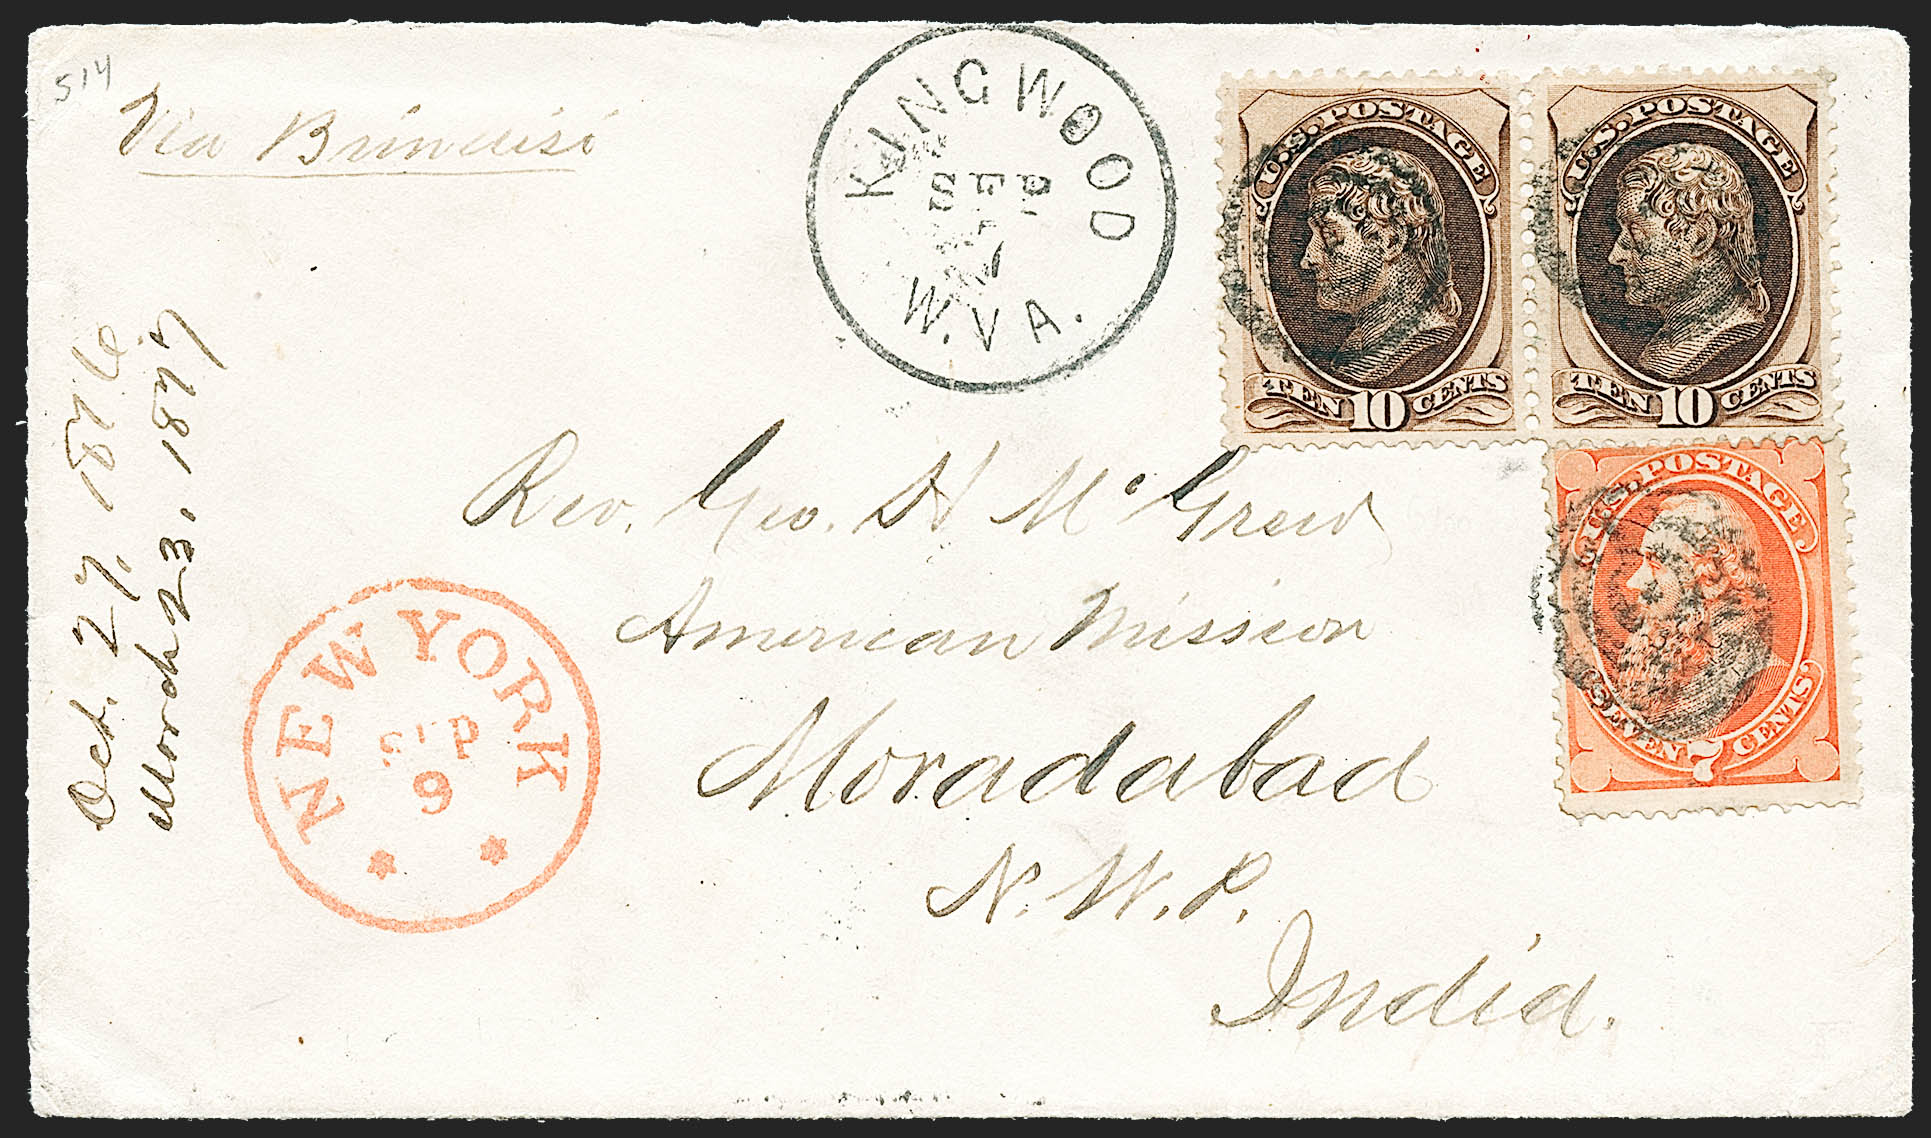 514
Via Brindisi
KINGWOOD
SEP
7
W. VA.
U.S. POSTAGE
TEN 10 CENTS
U.S. POSTAGE
TEN 10 CENTS
U.S. POSTAGE
SEVEN 7 CENTS
Rev. Geo. H McGrew
American Mission
Moradabad
N. W. P.
India.
Oct. 27, 1876
March 23, 1877
NEW YORK
SEP
9